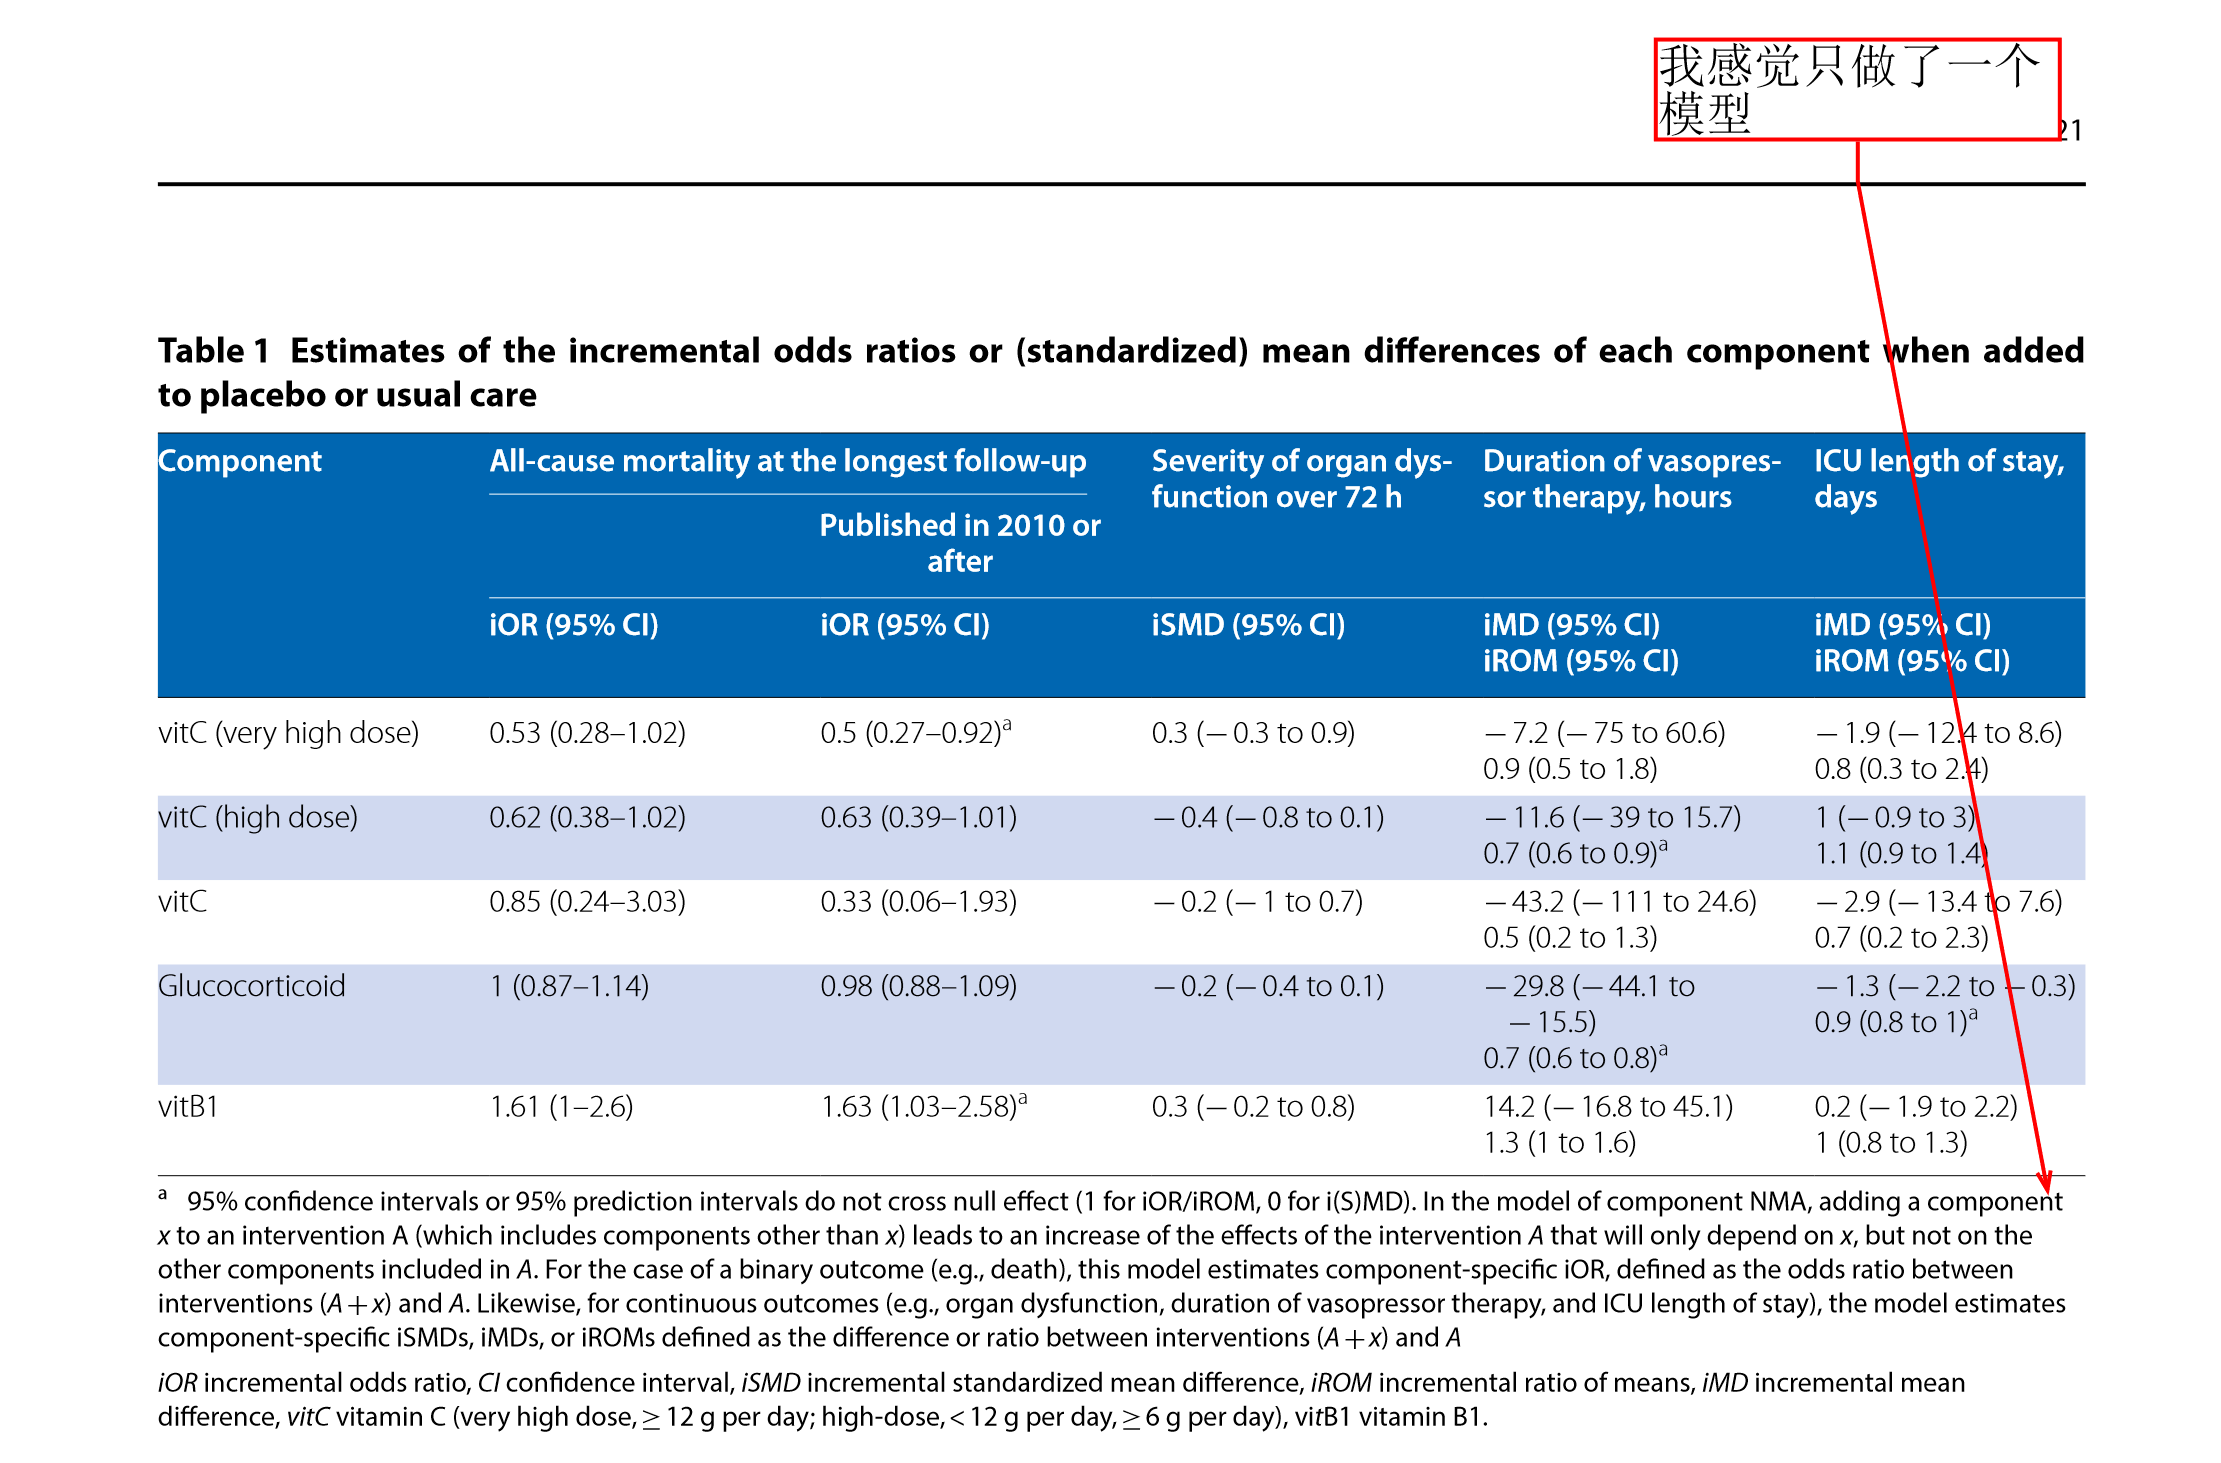 我感觉只做了一个
模型
21
Table 1 Estimates of the incremental odds ratios or (standardized) mean differences of each component when added
to placebo or usual care
Component All-cause mortality at the longest follow-up Severity of organ dys- Duration of vasopres- ICU length of stay,
function over 72 h sor therapy, hours days
Published in 2010 or
after
iOR (95% CI) iOR (95% CI) iSMD (95% CI) iMD (95% CI) iMD (95% CI)
iROM (95% CI) iROM (95% CI)
vitC (very high dose) 0.53 (0.28–1.02) 0.5 (0.27–0.92)a 0.3 (− 0.3 to 0.9) − 7.2 (− 75 to 60.6) − 1.9 (− 12.4 to 8.6)
0.9 (0.5 to 1.8) 0.8 (0.3 to 2.4)
vitC (high dose) 0.62 (0.38–1.02) 0.63 (0.39–1.01) − 0.4 (− 0.8 to 0.1) − 11.6 (− 39 to 15.7) 1 (− 0.9 to 3)
0.7 (0.6 to 0.9)a 1.1 (0.9 to 1.4)
vitC 0.85 (0.24–3.03) 0.33 (0.06–1.93) − 0.2 (− 1 to 0.7) − 43.2 (− 111 to 24.6) − 2.9 (− 13.4 to 7.6)
0.5 (0.2 to 1.3) 0.7 (0.2 to 2.3)
Glucocorticoid 1 (0.87–1.14) 0.98 (0.88–1.09) − 0.2 (− 0.4 to 0.1) − 29.8 (− 44.1 to − 1.3 (− 2.2 to − 0.3)
− 15.5) 0.9 (0.8 to 1)a
0.7 (0.6 to 0.8)a
vitB1 1.61 (1–2.6) 1.63 (1.03–2.58)a 0.3 (− 0.2 to 0.8) 14.2 (− 16.8 to 45.1) 0.2 (− 1.9 to 2.2)
1.3 (1 to 1.6) 1 (0.8 to 1.3)
a 95% confidence intervals or 95% prediction intervals do not cross null effect (1 for iOR/iROM, 0 for i(S)MD). In the model of component NMA, adding a component
x to an intervention A (which includes components other than x) leads to an increase of the effects of the intervention A that will only depend on x, but not on the
other components included in A. For the case of a binary outcome (e.g., death), this model estimates component-specific iOR, defined as the odds ratio between
interventions (A + x) and A. Likewise, for continuous outcomes (e.g., organ dysfunction, duration of vasopressor therapy, and ICU length of stay), the model estimates
component-specific iSMDs, iMDs, or iROMs defined as the difference or ratio between interventions (A + x) and A
iOR incremental odds ratio, CI confidence interval, iSMD incremental standardized mean difference, iROM incremental ratio of means, iMD incremental mean
difference, vitC vitamin C (very high dose, ≥ 12 g per day; high-dose, < 12 g per day, ≥ 6 g per day), vitB1 vitamin B1.